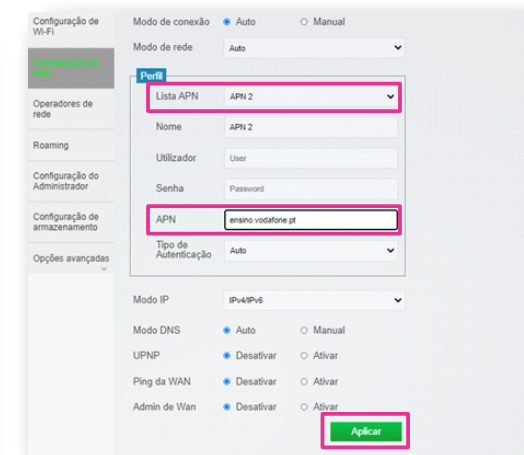 Configuração de
Wi-Fi
Configuração de
rede
Operadores de
rede
Roaming
Configuração do
Administrador
Configuração de
armazenamento
Opções avançadas
Modo de conexão Auto Manual
Modo de rede Auto
Perfil
Lista APN APN 2
Nome APN 2
Utilizador User
Senha Password
APN ensino.vodafone.pt
Tipo de
Autenticação Auto
Modo IP IPv4/IPv6
Modo DNS Auto Manual
UPNP Desativar Ativar
Ping da WAN Desativar Ativar
Admin de Wan Desativar Ativar
Aplicar